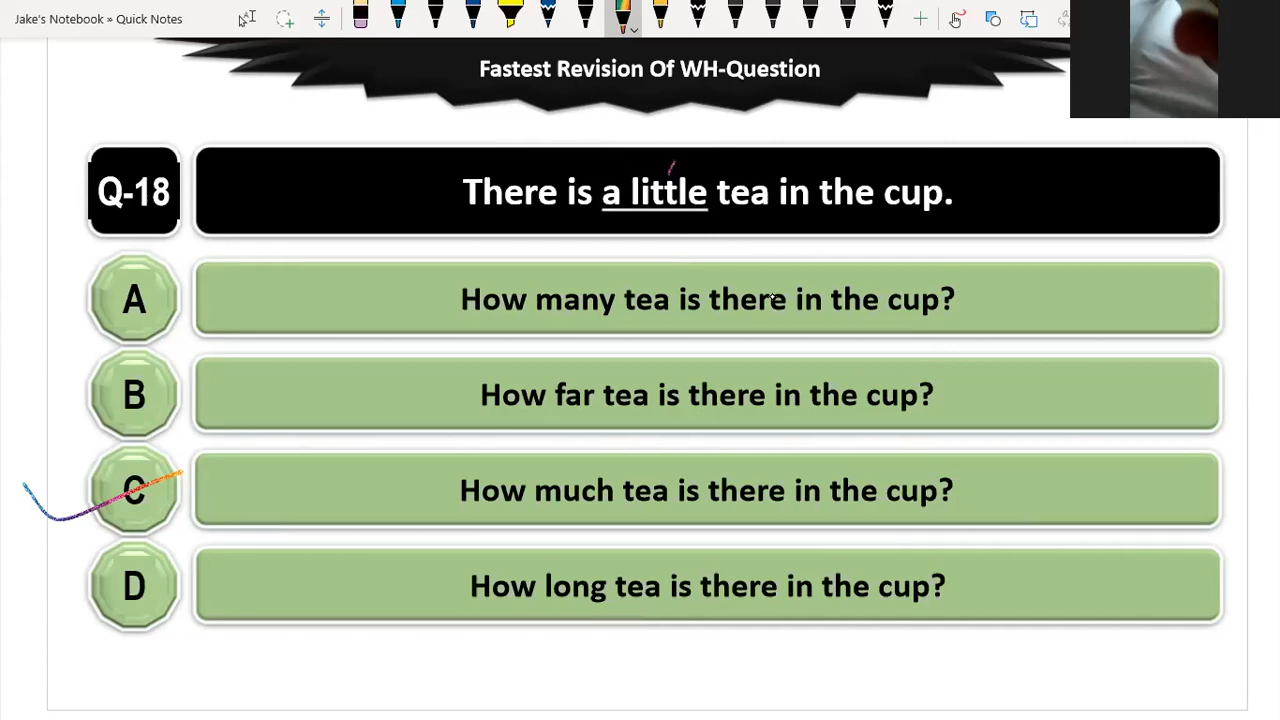 Jake's Notebook » Quick Notes
Fastest Revision Of WH-Question
Q-18
There is a little tea in the cup.
A
How many tea is there in the cup?
B
How far tea is there in the cup?
C
How much tea is there in the cup?
D
How long tea is there in the cup?